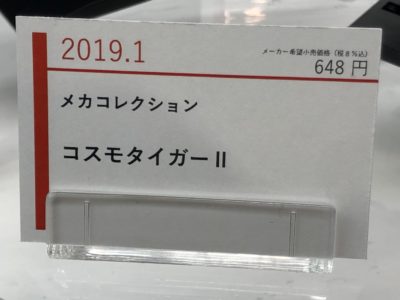 2019.1
メーカー希望小売価格（税8%込）
648 円
メカコレクション
コスモタイガーⅡ